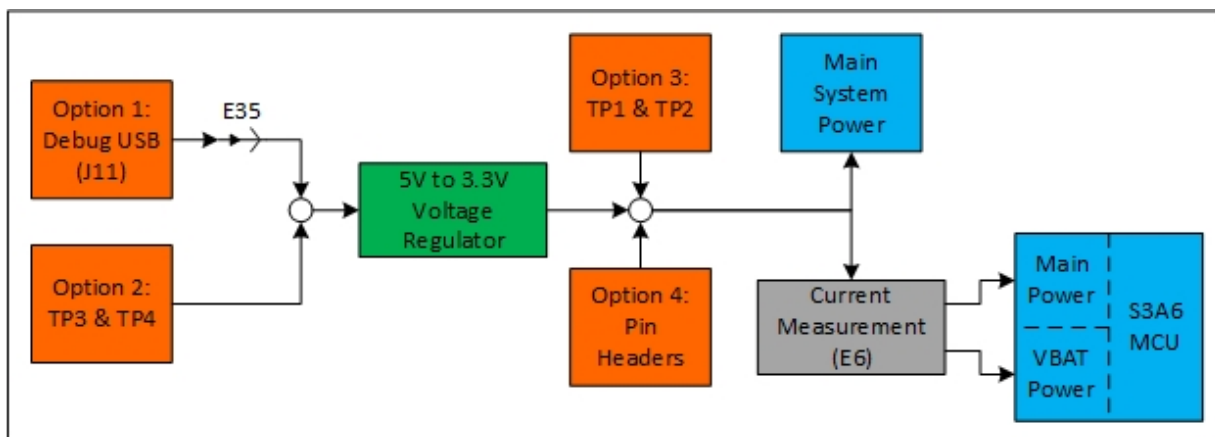 Option 1:
Debug USB
(J11)
E35
Option 2:
TP3 & TP4
5V to 3.3V
Voltage
Regulator
Option 3:
TP1 & TP2
Option 4:
Pin
Headers
Main
System
Power
Current
Measurement
(E6)
Main
Power
VBAT
Power
S3A6
MCU